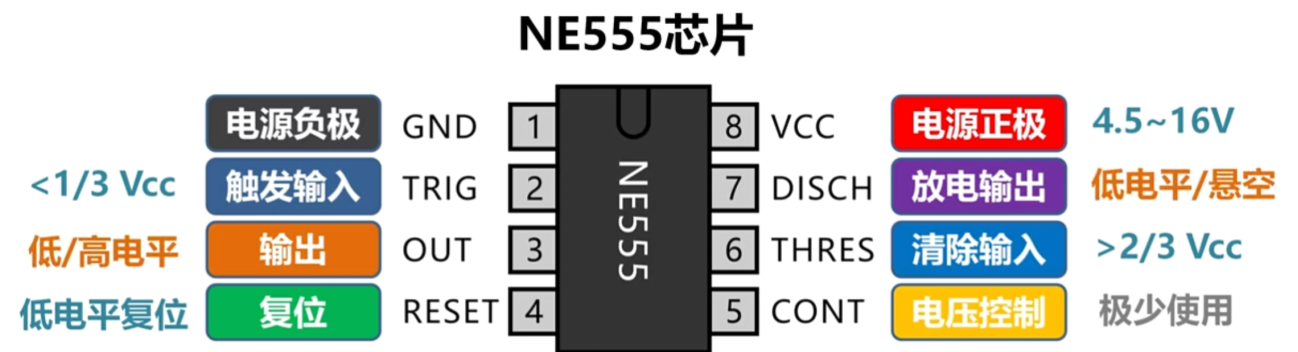 NE555芯片
电源负极 GND 1 8 VCC 电源正极 4.5~16V
<1/3 Vcc 触发输入 TRIG 2 7 DISCH 放电输出 低电平/悬空
低/高电平 输出 OUT 3 6 THRES 清除输入 >2/3 Vcc
低电平复位 复位 RESET 4 5 CONT 电压控制 极少使用
NE555